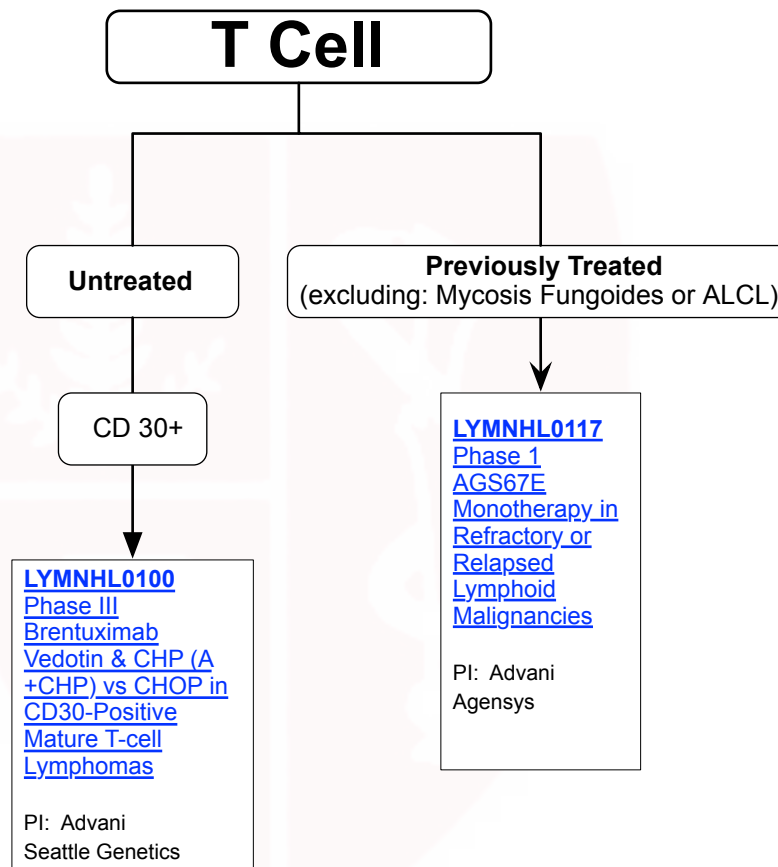 T Cell
Untreated
Previously Treated
(excluding: Mycosis Fungoides or ALCL)
CD 30+
LYMNHL0100
Phase III
Brentuximab
Vedotin & CHP (A
+CHP) vs CHOP in
CD30-Positive
Mature T-cell
Lymphomas
PI:  Advani
Seattle Genetics
LYMNHL0117
Phase 1
AGS67E
Monotherapy in
Refractory or
Relapsed
Lymphoid
Malignancies
PI:  Advani
Agensys